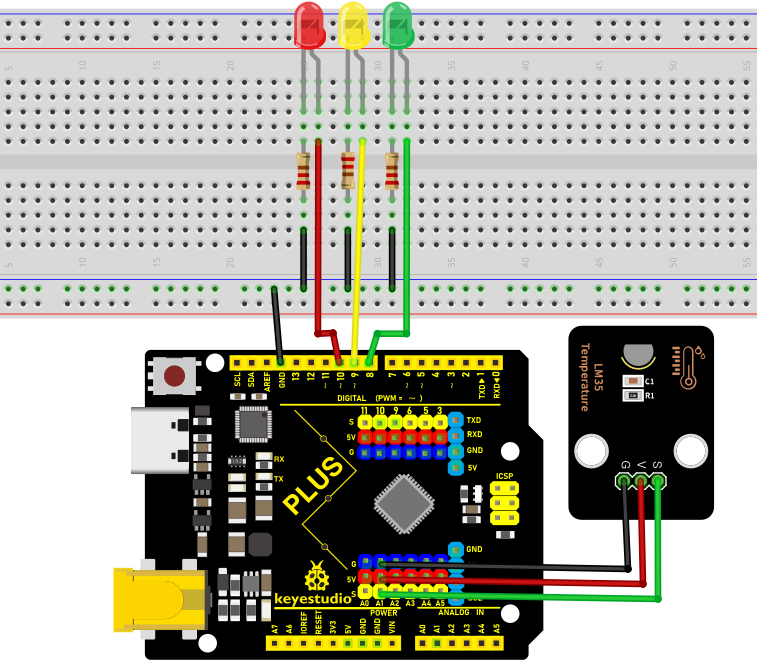 5 10 15 20 25 30 35 40 45 50 55
5 10 15 20 30 35 40 45 50 55
SCL SDA AREF GND 13 12 ~11 ~10 ~9 8 7 ~6 ~5 4 ~3 2 TXD▶1 RXD◀0
DIGITAL (PWM = ~)
11 10 9 6 5 3
S
5V
G
TXD
RXD
GND
5V
RX
TX
PLUS
ICSP
GND
G
5V
S
A0 A1 A2 A3 A4 A5
keyestudio
POWER
ANALOG IN
A7 A6 IOREF RESET 3V3 5V GND GND VIN A0 A1 A2 A3 A4 A5
LM35
Temperature
C1
R1
G V S